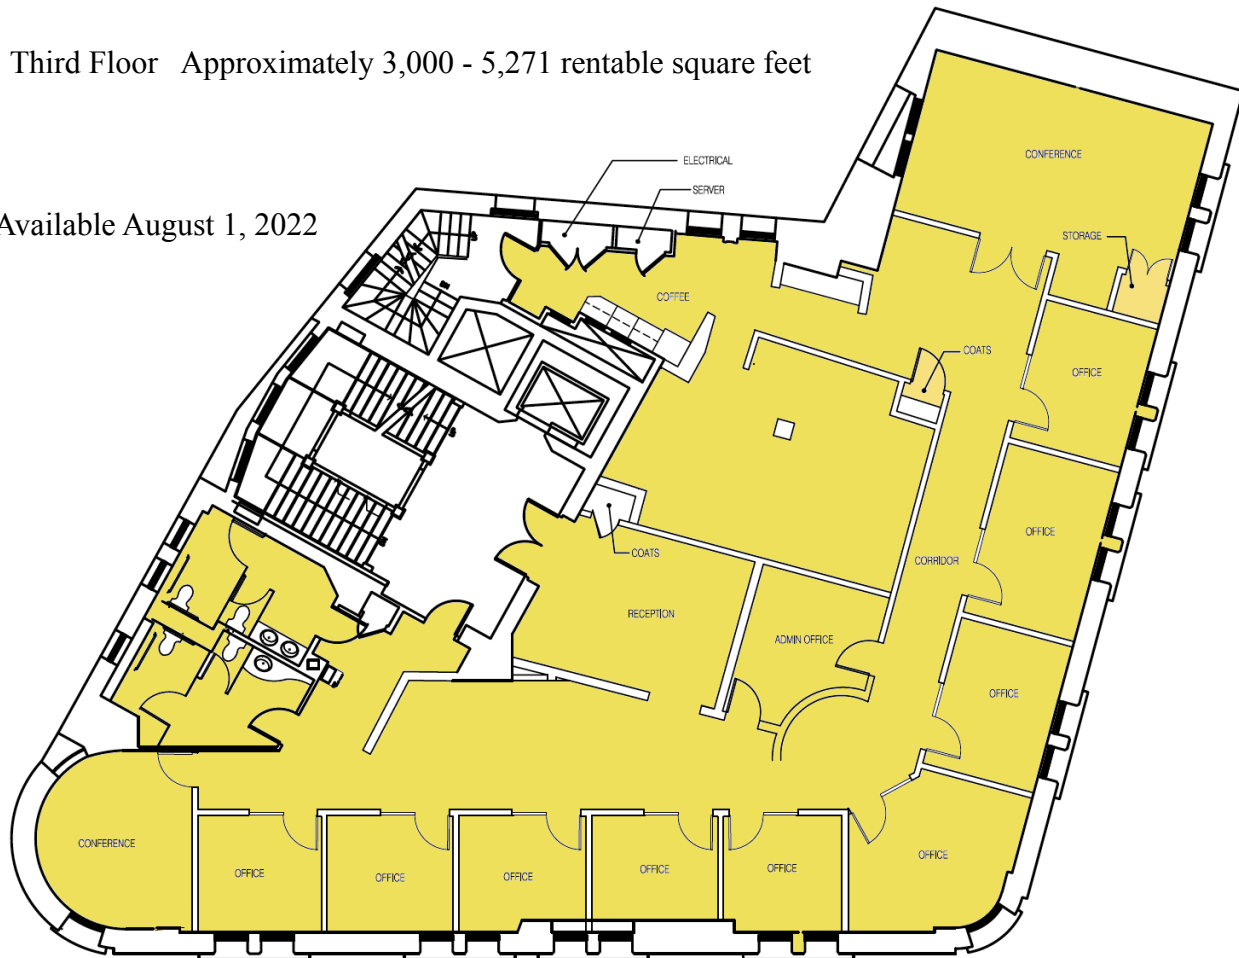 Third Floor   Approximately 3,000 - 5,271 rentable square feet
CONFERENCE
ELECTRICAL
SERVER
Available August 1, 2022
STORAGE
COFFEE
COATS
OFFICE
DN
OFFICE
COATS
CORRIDOR
RECEPTION
ADMIN OFFICE
OFFICE
CONFERENCE
OFFICE
OFFICE
OFFICE
OFFICE
OFFICE
OFFICE